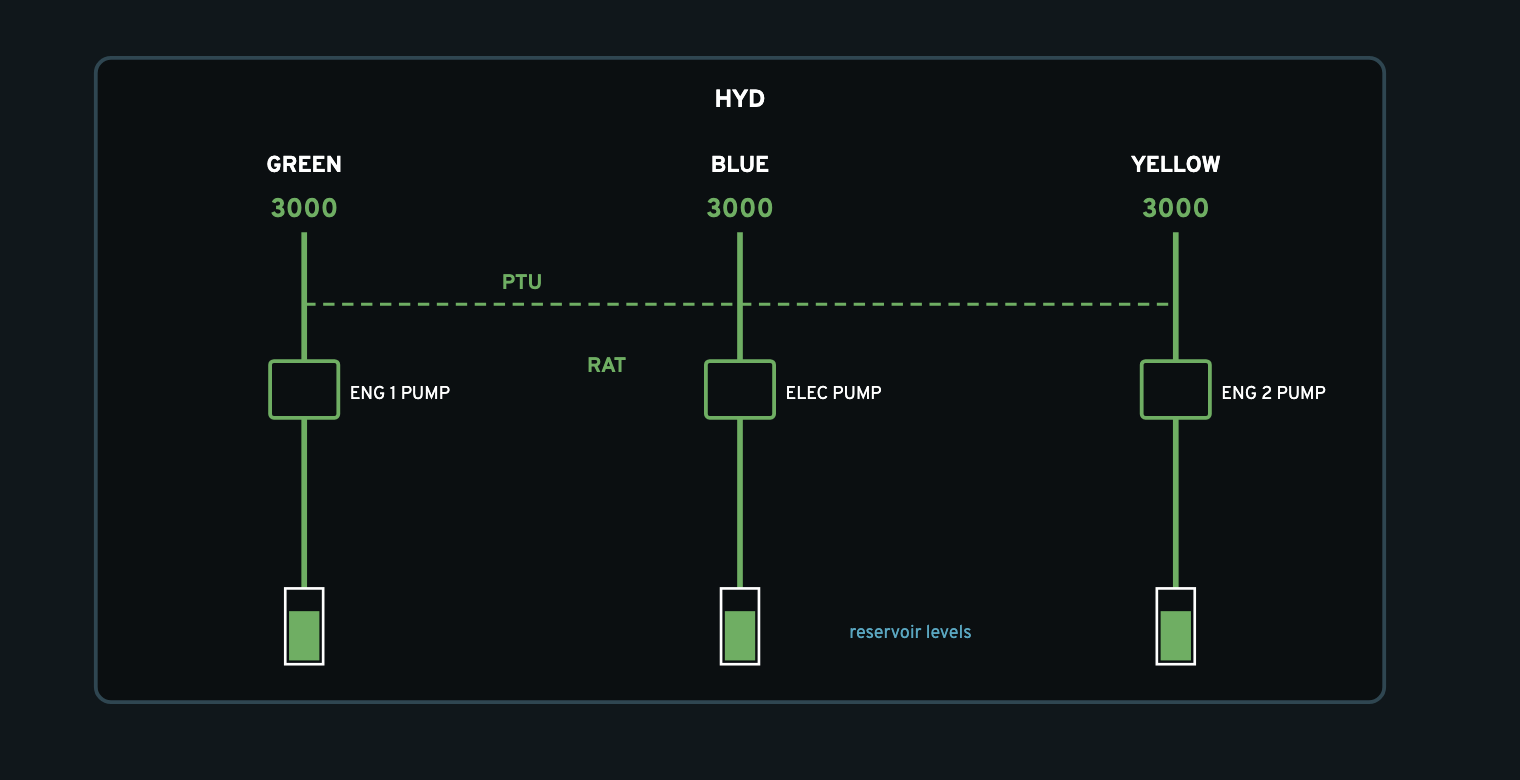 HYD
GREEN
BLUE
YELLOW
3000
3000
3000
PTU
RAT
ENG 1 PUMP
ELEC PUMP
ENG 2 PUMP
reservoir levels